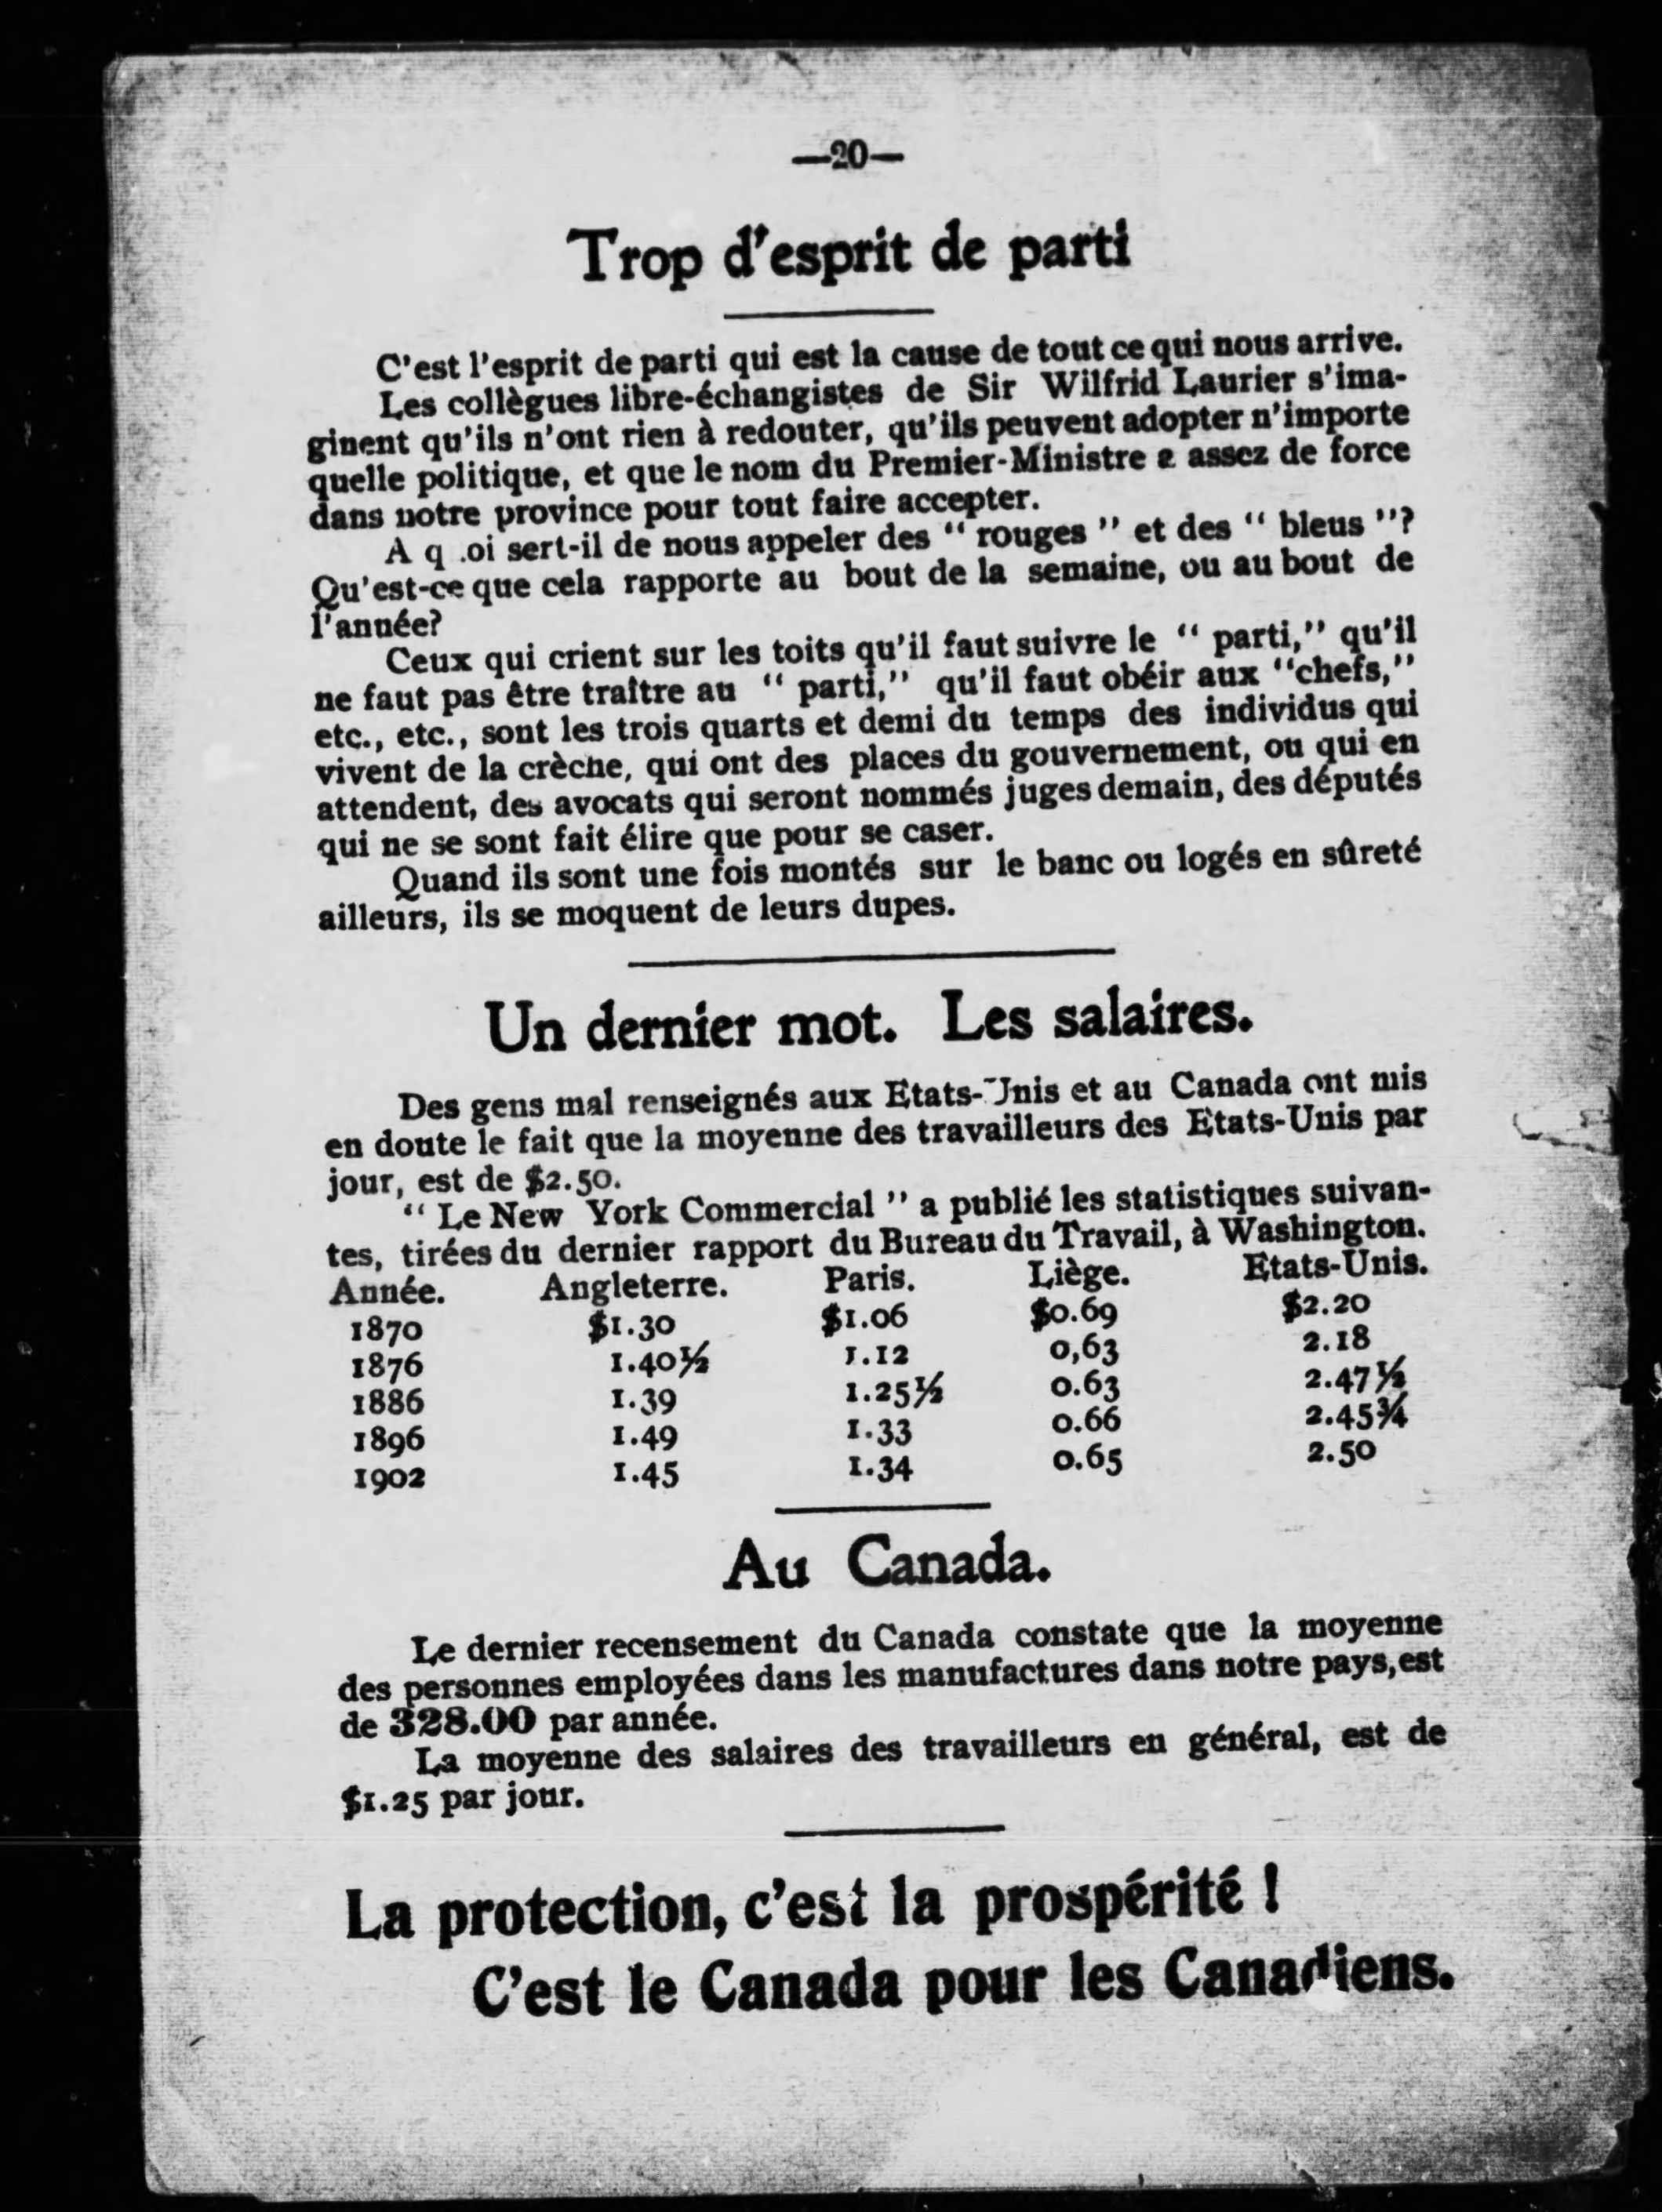 —20—
Trop d'esprit de parti
C'est l'esprit de parti qui est la cause de tout ce qui nous arrive.
Les collègues libre-échangistes de Sir Wilfrid Laurier s'ima-
ginent qu'ils n'ont rien à redouter, qu'ils peuvent adopter n'importe
quelle politique, et que le nom du Premier-Ministre a assez de force
dans notre province pour tout faire accepter.
A q .oi sert-il de nous appeler des " rouges " et des " bleus "?
Qu'est-ce que cela rapporte au bout de la semaine, ou au bout de
l'année?
Ceux qui crient sur les toits qu'il faut suivre le " parti," qu'il
ne faut pas être traître au " parti," qu'il faut obéir aux "chefs,"
etc., etc., sont les trois quarts et demi du temps des individus qui
vivent de la crèche, qui ont des places du gouvernement, ou qui en
attendent, des avocats qui seront nommés juges demain, des députés
qui ne se sont fait élire que pour se caser.
Quand ils sont une fois montés sur le banc ou logés en sûreté
ailleurs, ils se moquent de leurs dupes.
Un dernier mot. Les salaires.
Des gens mal renseignés aux Etats-Unis et au Canada ont mis
en doute le fait que la moyenne des travailleurs des Etats-Unis par
jour, est de $2.50.
" Le New York Commercial " a publié les statistiques suivan-
tes, tirées du dernier rapport du Bureau du Travail, à Washington.
Année. Angleterre. Paris. Liège. Etats-Unis.
1870 $1.30 $1.06 $0.69 $2.20
1876 1.40½ 1.12 0,63 2.18
1886 1.39 1.25½ 0.63 2.47½
1896 1.49 1.33 0.66 2.45¾
1902 1.45 1.34 0.65 2.50
Au Canada.
Le dernier recensement du Canada constate que la moyenne
des personnes employées dans les manufactures dans notre pays, est
de 328.00 par année.
La moyenne des salaires des travailleurs en général, est de
$1.25 par jour.
La protection, c'est la prospérité !
C'est le Canada pour les Canadiens.